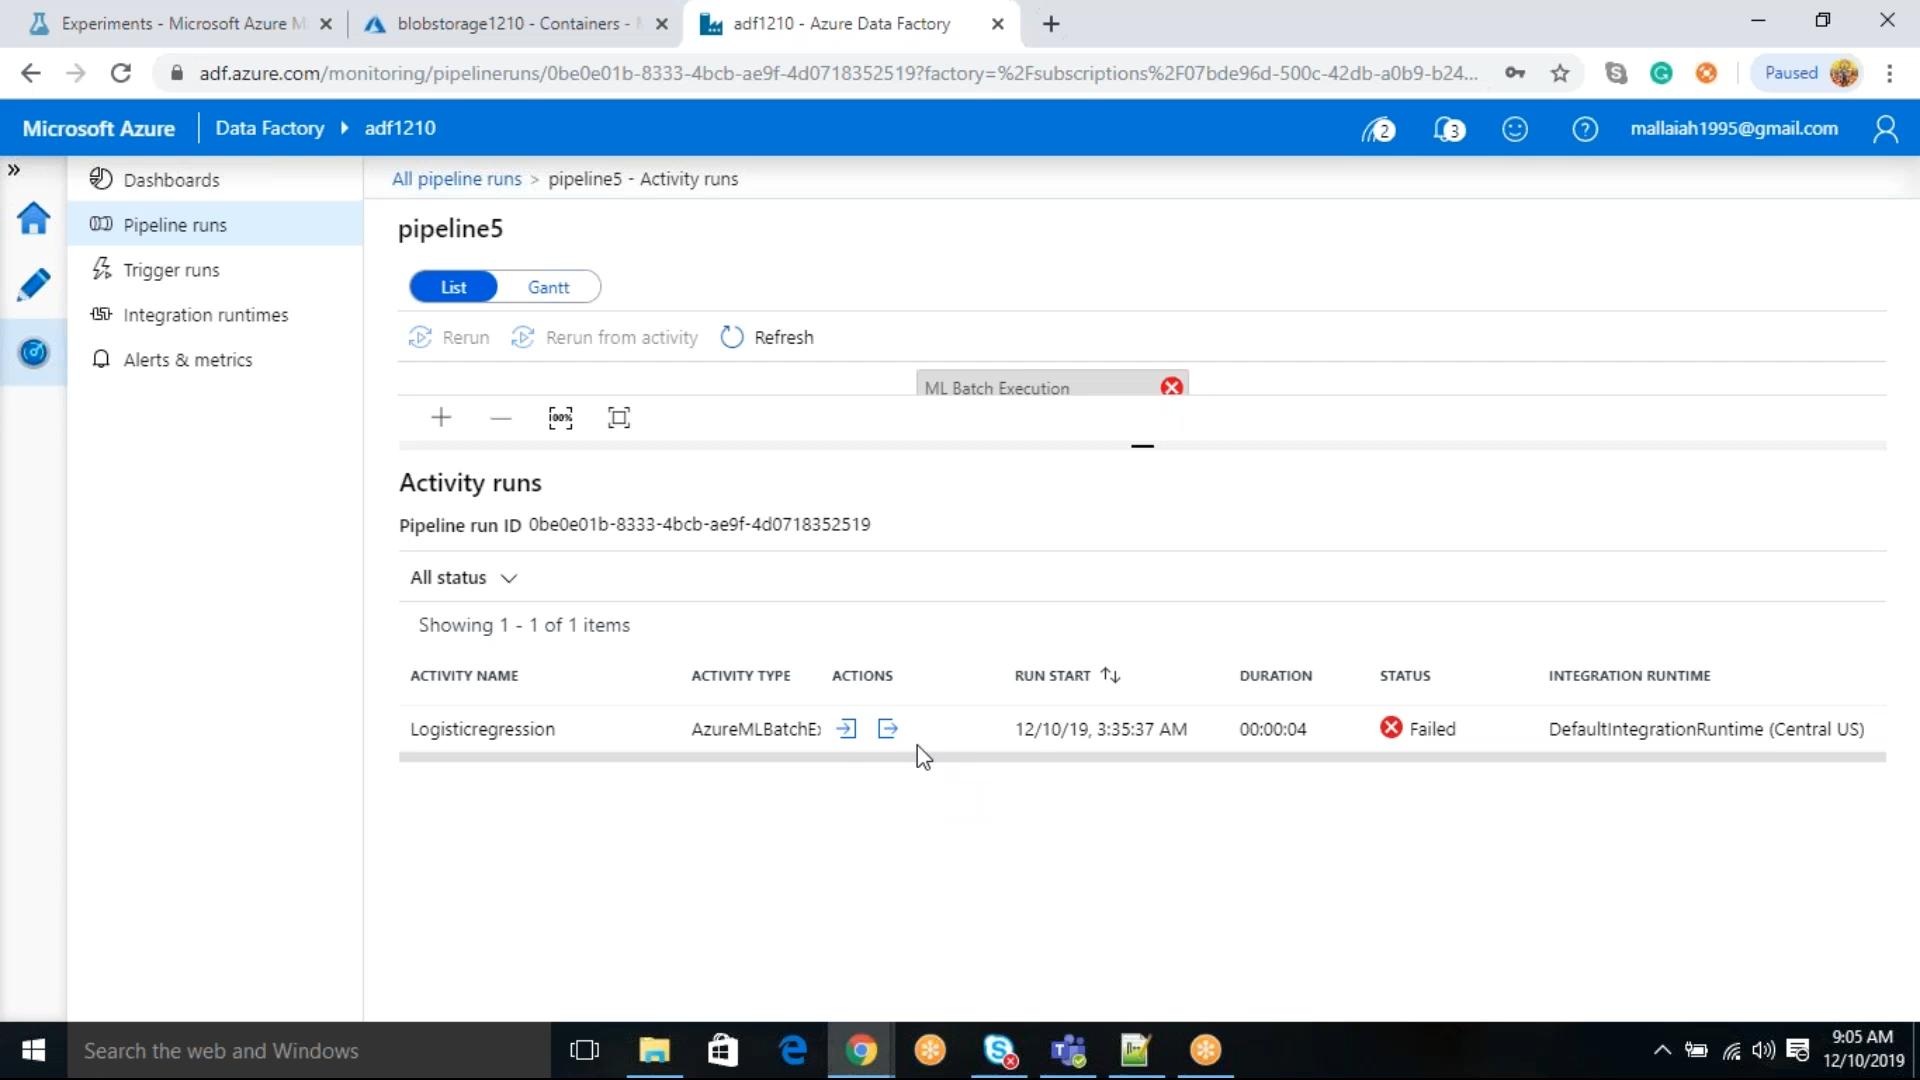 Experiments - Microsoft Azure M
blobstorage1210 - Containers -
adf1210 - Azure Data Factory
adf.azure.com/monitoring/pipelineruns/0be0e01b-8333-4bcb-ae9f-4d0718352519?factory=%2Fsubscriptions%2F07bde96d-500c-42db-a0b9-b24...
Paused
Microsoft Azure
Data Factory
adf1210
2
3
mallaiah1995@gmail.com
Dashboards
Pipeline runs
Trigger runs
Integration runtimes
Alerts & metrics
All pipeline runs > pipeline5 - Activity runs
pipeline5
List
Gantt
Rerun
Rerun from activity
Refresh
ML Batch Execution
100%
Activity runs
Pipeline run ID 0be0e01b-8333-4bcb-ae9f-4d0718352519
All status
Showing 1 - 1 of 1 items
ACTIVITY NAME ACTIVITY TYPE ACTIONS RUN START DURATION STATUS INTEGRATION RUNTIME
Logisticregression AzureMLBatchEx 12/10/19, 3:35:37 AM 00:00:04 Failed DefaultIntegrationRuntime (Central US)
Search the web and Windows
9:05 AM
12/10/2019